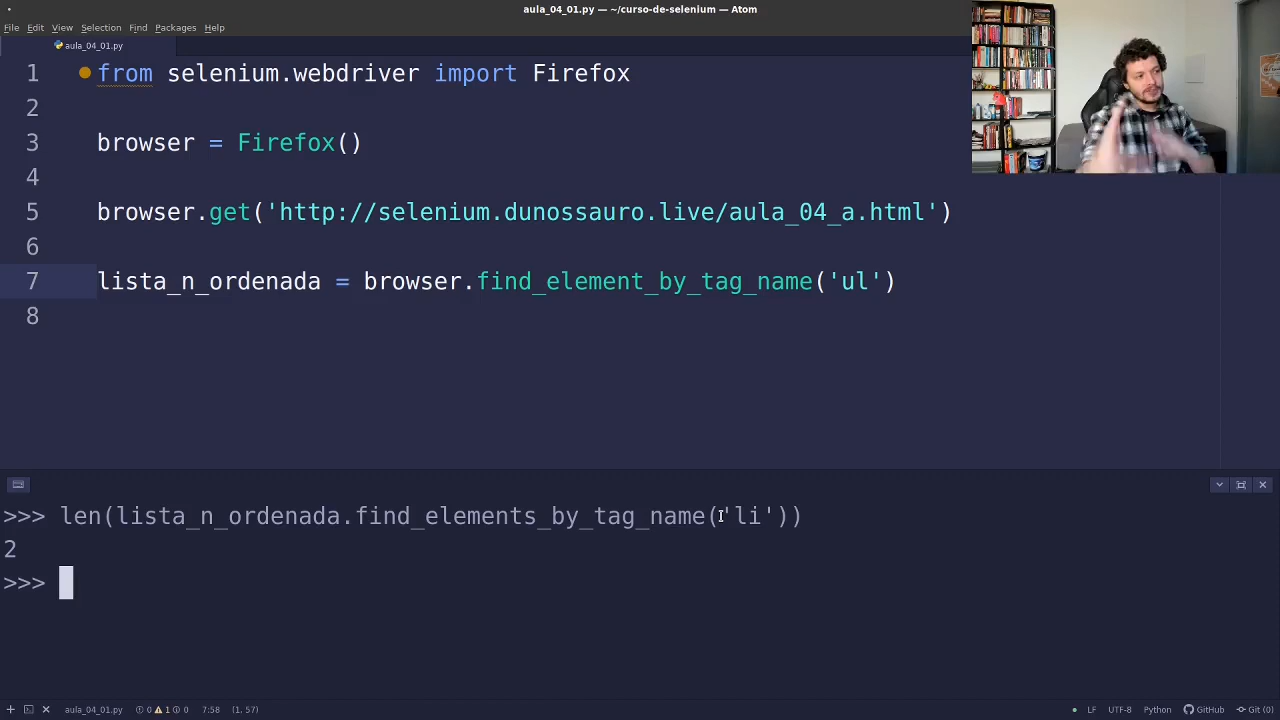 aula_04_01.py — ~/curso-de-selenium — Atom
File Edit View Selection Find Packages Help
aula_04_01.py
1 from selenium.webdriver import Firefox
2
3 browser = Firefox()
4
5 browser.get('http://selenium.dunossauro.live/aula_04_a.html')
6
7 lista_n_ordenada = browser.find_element_by_tag_name('ul')
8
>>> len(lista_n_ordenada.find_elements_by_tag_name('li'))
2
>>>
aula_04_01.py 0 1 0 7:58 (1, 57) LF UTF-8 Python GitHub Git (0)